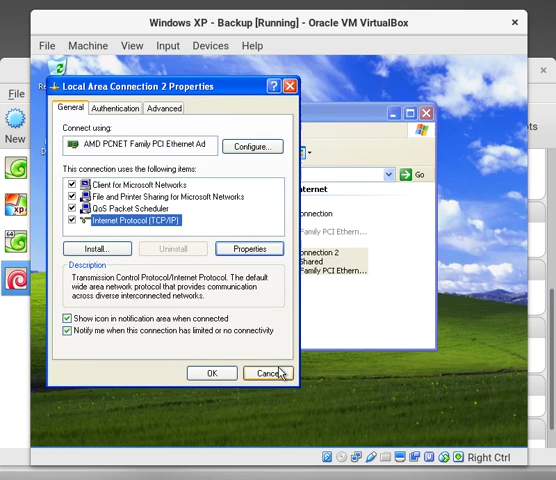 Windows XP - Backup [Running] - Oracle VM VirtualBox
File Machine View Input Devices Help
File
New
Local Area Connection 2 Properties
General Authentication Advanced
Connect using:
AMD PCNET Family PCI Ethernet Ad
Configure...
This connection uses the following items:
Client for Microsoft Networks
File and Printer Sharing for Microsoft Networks
QoS Packet Scheduler
Internet Protocol (TCP/IP)
Install... Uninstall Properties
Description
Transmission Control Protocol/Internet Protocol. The default
wide area network protocol that provides communication
across diverse interconnected networks.
Show icon in notification area when connected
Notify me when this connection has limited or no connectivity
OK Cancel
Go
ternet
onnection
Family PCI Ethern...
onnection 2
Shared
Family PCI Ethern...
ots
XP
64
Right Ctrl